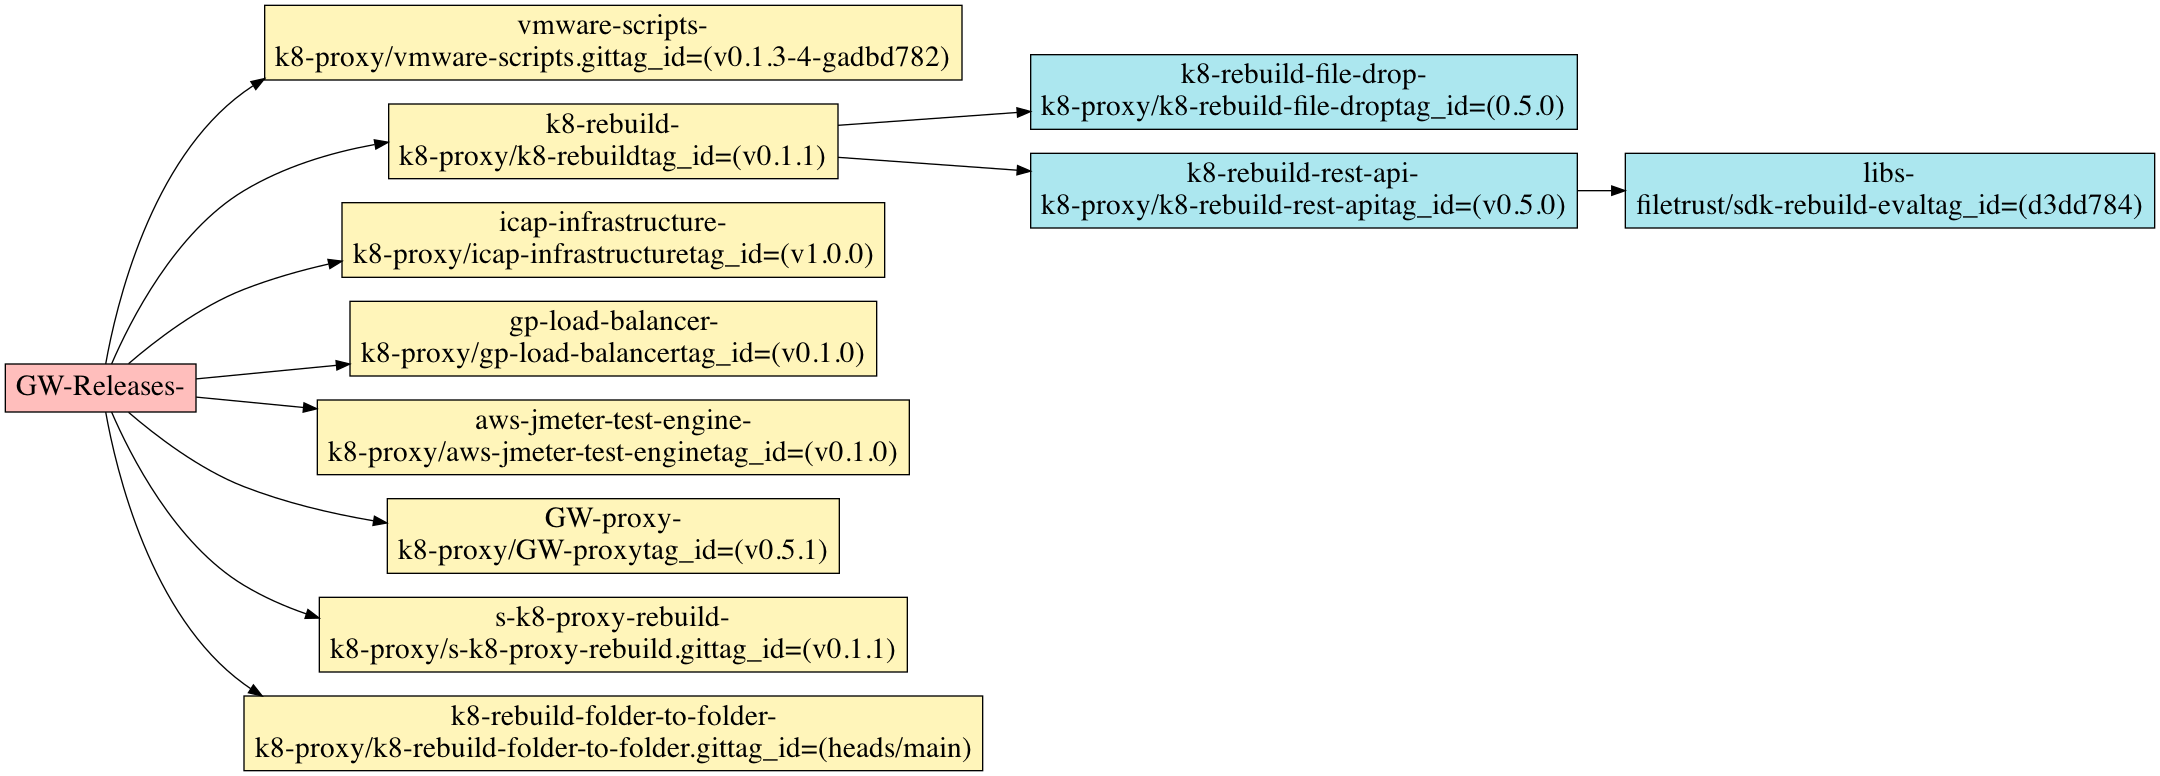 vmware-scripts-
k8-proxy/vmware-scripts.gittag_id=(v0.1.3-4-gadbd782)
k8-rebuild-
k8-proxy/k8-rebuildtag_id=(v0.1.1)
k8-rebuild-file-drop-
k8-proxy/k8-rebuild-file-droptag_id=(0.5.0)
k8-rebuild-rest-api-
k8-proxy/k8-rebuild-rest-apitag_id=(v0.5.0)
libs-
filetrust/sdk-rebuild-evaltag_id=(d3dd784)
icap-infrastructure-
k8-proxy/icap-infrastructuretag_id=(v1.0.0)
gp-load-balancer-
k8-proxy/gp-load-balancertag_id=(v0.1.0)
GW-Releases-
aws-jmeter-test-engine-
k8-proxy/aws-jmeter-test-enginetag_id=(v0.1.0)
GW-proxy-
k8-proxy/GW-proxytag_id=(v0.5.1)
s-k8-proxy-rebuild-
k8-proxy/s-k8-proxy-rebuild.gittag_id=(v0.1.1)
k8-rebuild-folder-to-folder-
k8-proxy/k8-rebuild-folder-to-folder.gittag_id=(heads/main)